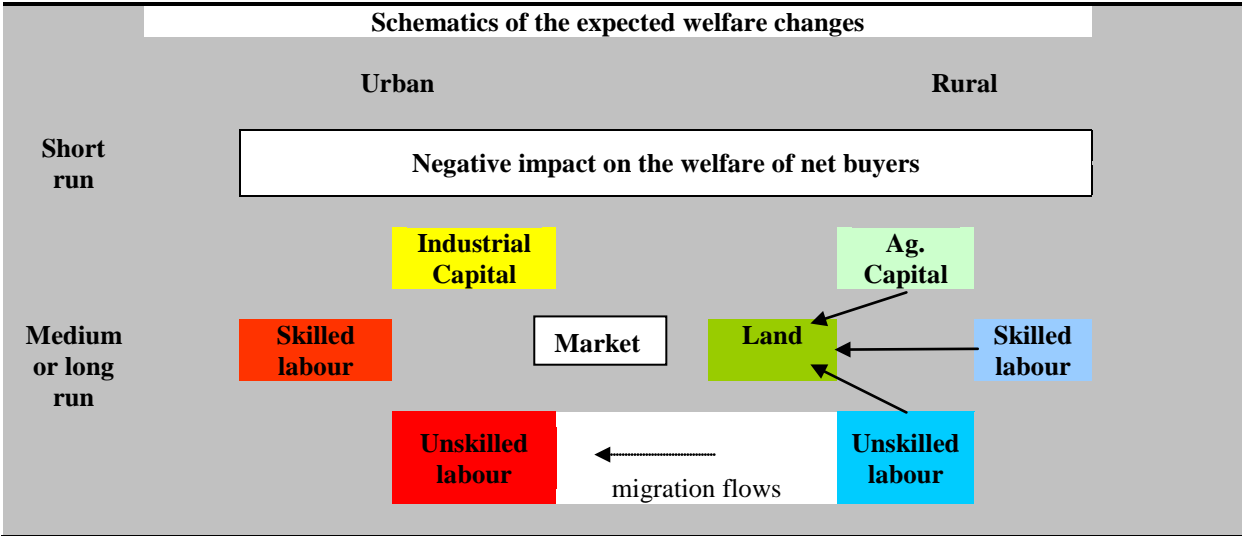 Schematics of the expected welfare changes
Urban
Rural
Short
run
Negative impact on the welfare of net buyers
Industrial
Capital
Ag.
Capital
Medium
or long
run
Skilled
labour
Market
Land
Skilled
labour
Unskilled
labour
migration flows
Unskilled
labour